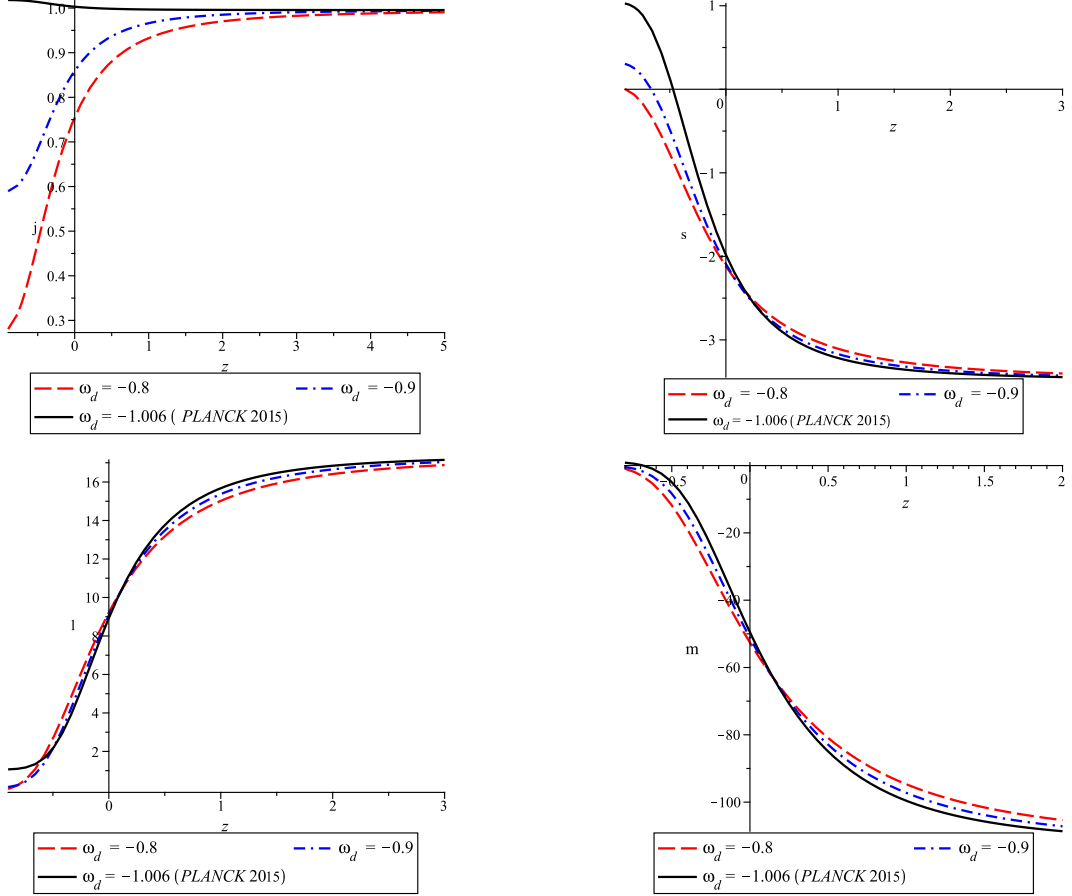 1.0
0.9
0.8
0.7
0.6
j
0.5
0.4
0.3
0 1 2 3 4 5
z
ω_d = −0.8 ω_d = −0.9
ω_d = −1.006 ( PLANCK 2015)
1
0 1 2 3
z
−1
s
−2
−3
ω_d = −0.8 ω_d = −0.9
ω_d = −1.006 (PLANCK 2015)
16
14
12
10
l
8
6
4
2
0 1 2 3
z
ω_d = −0.8 ω_d = −0.9
ω_d = −1.006 (PLANCK 2015)
−0.5 0 0.5 1 1.5 2
z
−20
−40
m
−60
−80
−100
ω_d = −0.8 ω_d = −0.9
ω_d = −1.006 (PLANCK 2015)